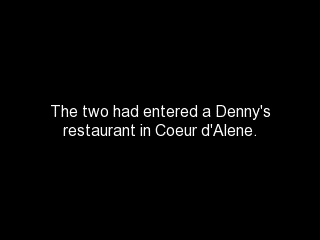 The two had entered a Denny's
restaurant in Coeur d'Alene.